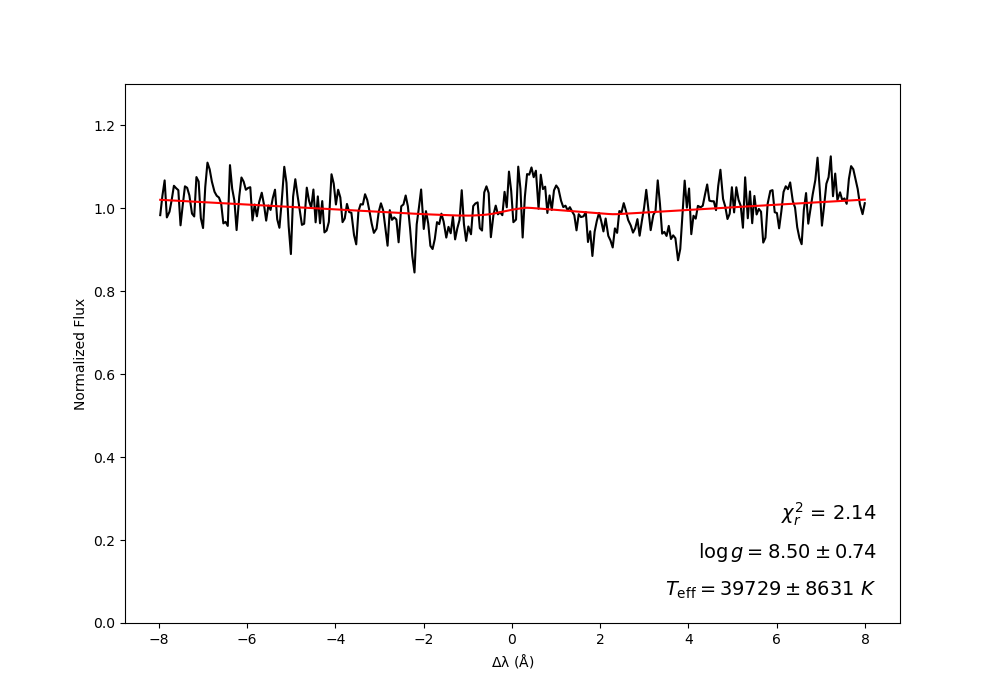 1.2
1.0
0.8
0.6
0.4
0.2
0.0
Normalized Flux
χ²ᵣ = 2.14
log g = 8.50 ± 0.74
T_eff = 39729 ± 8631 K
−8 −6 −4 −2 0 2 4 6 8
Δλ (Å)